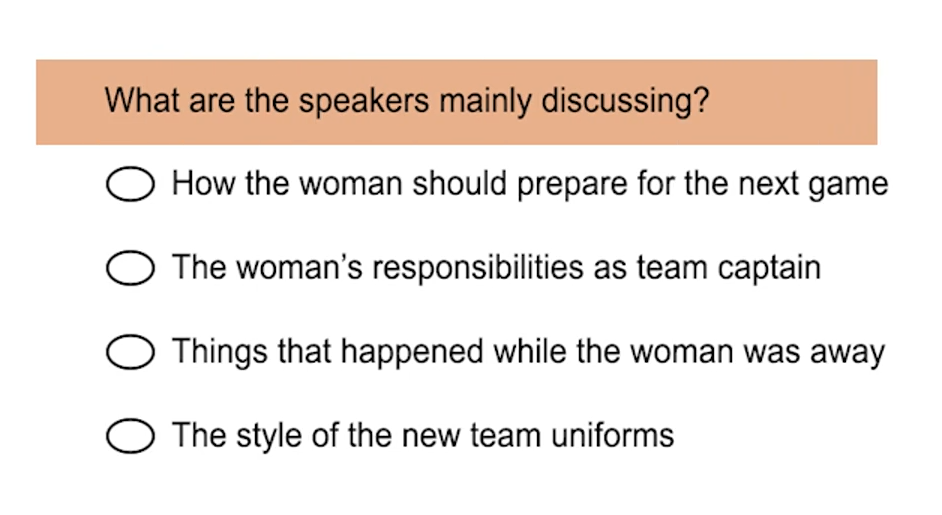 What are the speakers mainly discussing?
How the woman should prepare for the next game
The woman’s responsibilities as team captain
Things that happened while the woman was away
The style of the new team uniforms